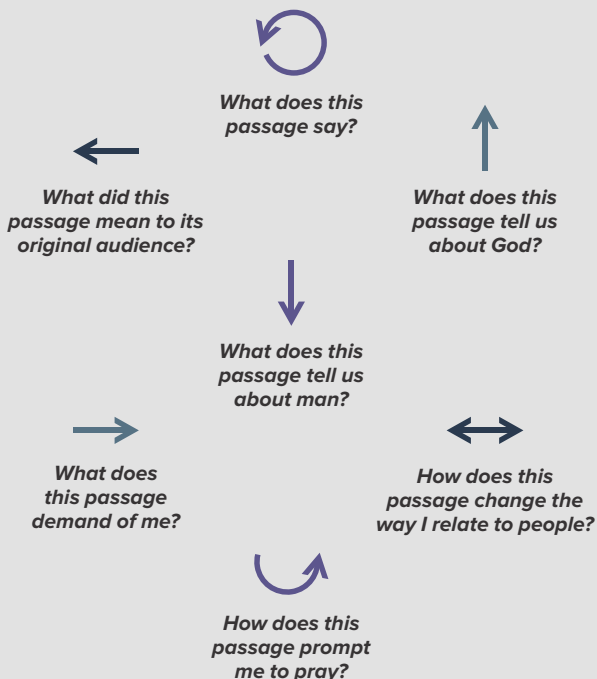 What does this
passage say?
What did this
passage mean to its
original audience?
What does this
passage tell us
about God?
What does this
passage tell us
about man?
What does
this passage
demand of me?
How does this
passage change the
way I relate to people?
How does this
passage prompt
me to pray?